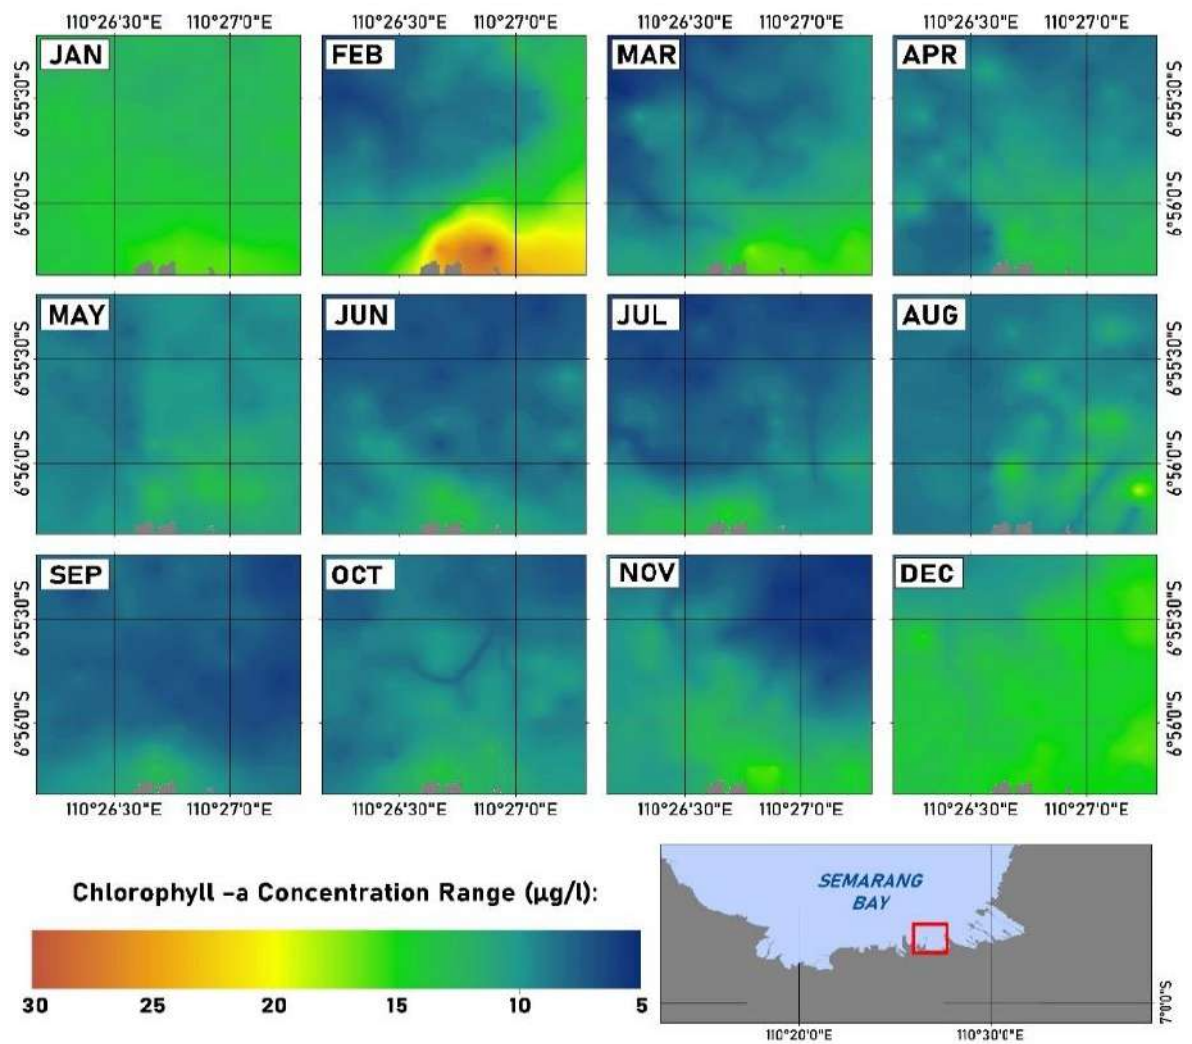 110°26'30"E 110°27'0"E 110°26'30"E 110°27'0"E 110°26'30"E 110°27'0"E 110°26'30"E 110°27'0"E
JAN FEB MAR APR
6°55'30"S 6°55'30"S
6°56'0"S 6°56'0"S
MAY JUN JUL AUG
6°55'30"S 6°55'30"S
6°56'0"S 6°56'0"S
SEP OCT NOV DEC
6°55'30"S 6°55'30"S
6°56'0"S 6°56'0"S
110°26'30"E 110°27'0"E 110°26'30"E 110°27'0"E 110°26'30"E 110°27'0"E 110°26'30"E 110°27'0"E
Chlorophyll -a Concentration Range (µg/l):
30 25 20 15 10 5
SEMARANG
BAY
7°0'0"S
110°20'0"E 110°30'0"E